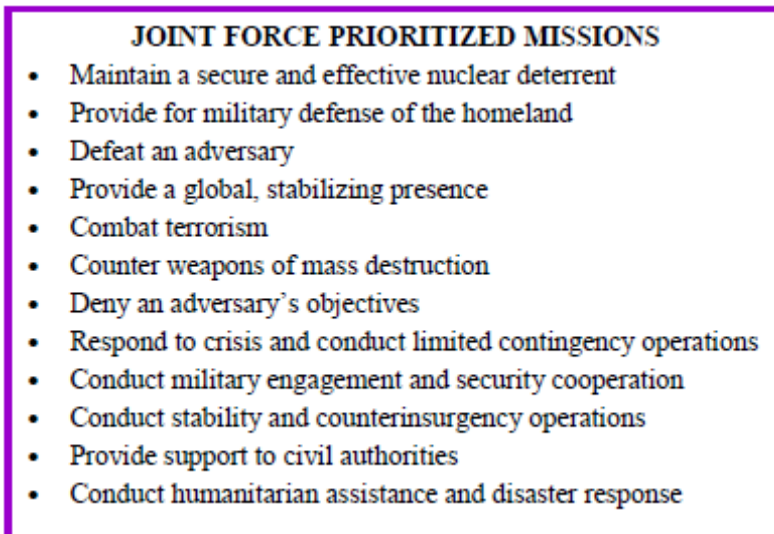 JOINT FORCE PRIORITIZED MISSIONS
• Maintain a secure and effective nuclear deterrent
• Provide for military defense of the homeland
• Defeat an adversary
• Provide a global, stabilizing presence
• Combat terrorism
• Counter weapons of mass destruction
• Deny an adversary’s objectives
• Respond to crisis and conduct limited contingency operations
• Conduct military engagement and security cooperation
• Conduct stability and counterinsurgency operations
• Provide support to civil authorities
• Conduct humanitarian assistance and disaster response